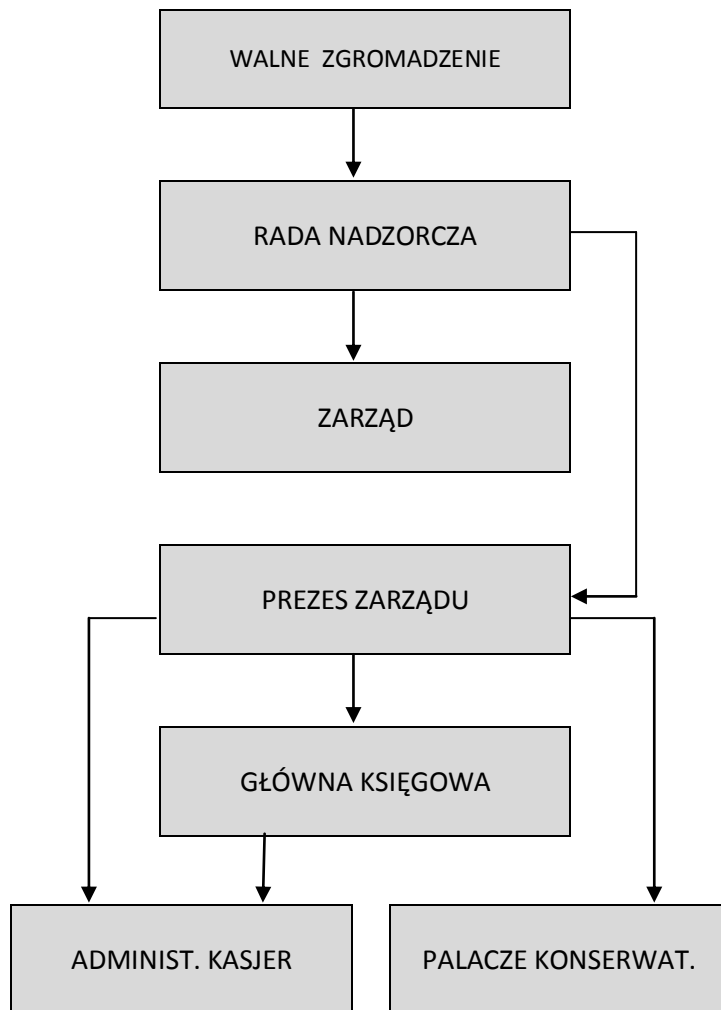 WALNE ZGROMADZENIE
RADA NADZORCZA
ZARZĄD
PREZES ZARZĄDU
GŁÓWNA KSIĘGOWA
ADMINIST. KASJER
PALACZE KONSERWAT.